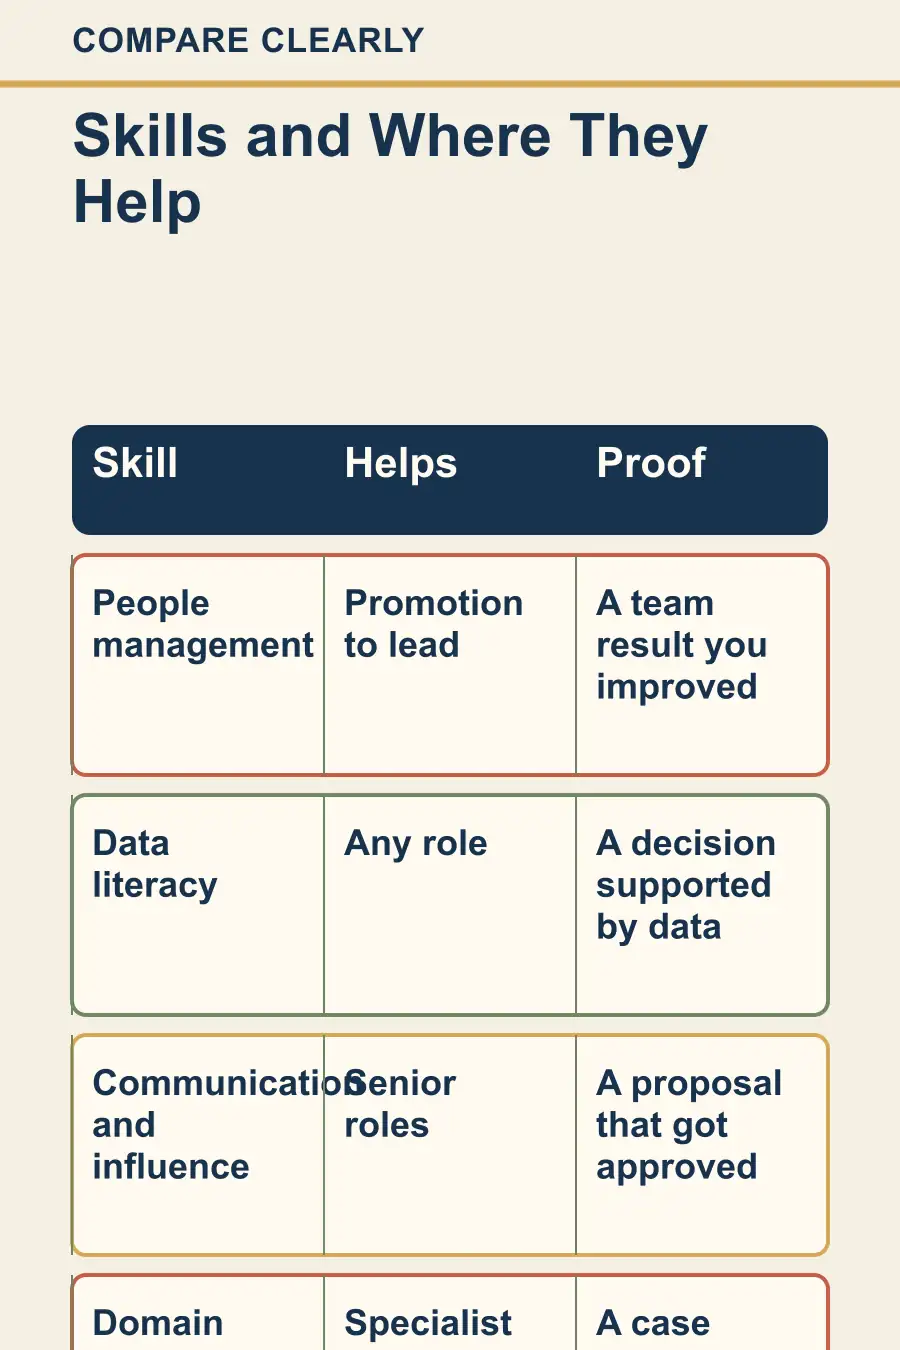 COMPARE CLEARLY
Skills and Where They
Help
Skill Helps Proof
People Promotion A team
management to lead result you
improved
Data Any role A decision
literacy supported
by data
Communication Senior A proposal
and roles that got
influence approved
Domain Specialist A case